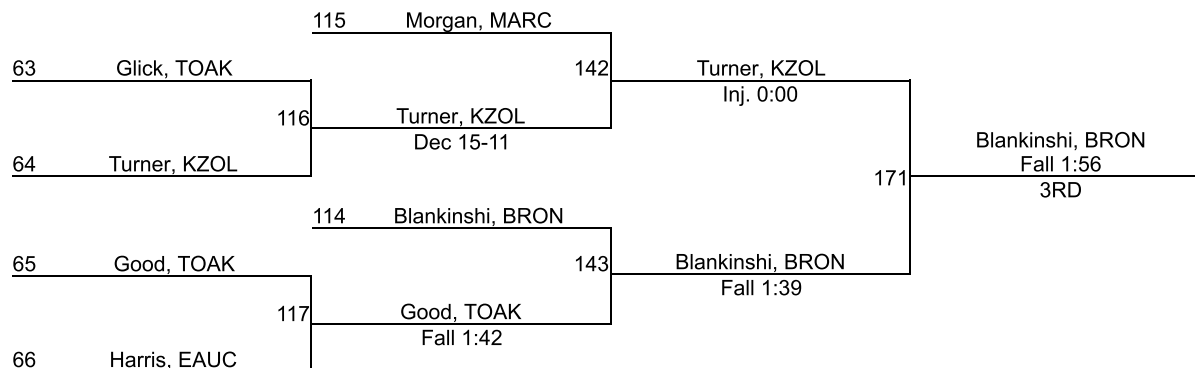 115 Morgan, MARC
63 Glick, TOAK
142 Turner, KZOL
Inj. 0:00
116 Turner, KZOL
Dec 15-11
64 Turner, KZOL
171 Blankinshi, BRON
Fall 1:56
3RD
114 Blankinshi, BRON
65 Good, TOAK
143 Blankinshi, BRON
Fall 1:39
117 Good, TOAK
Fall 1:42
66 Harris, EAUC